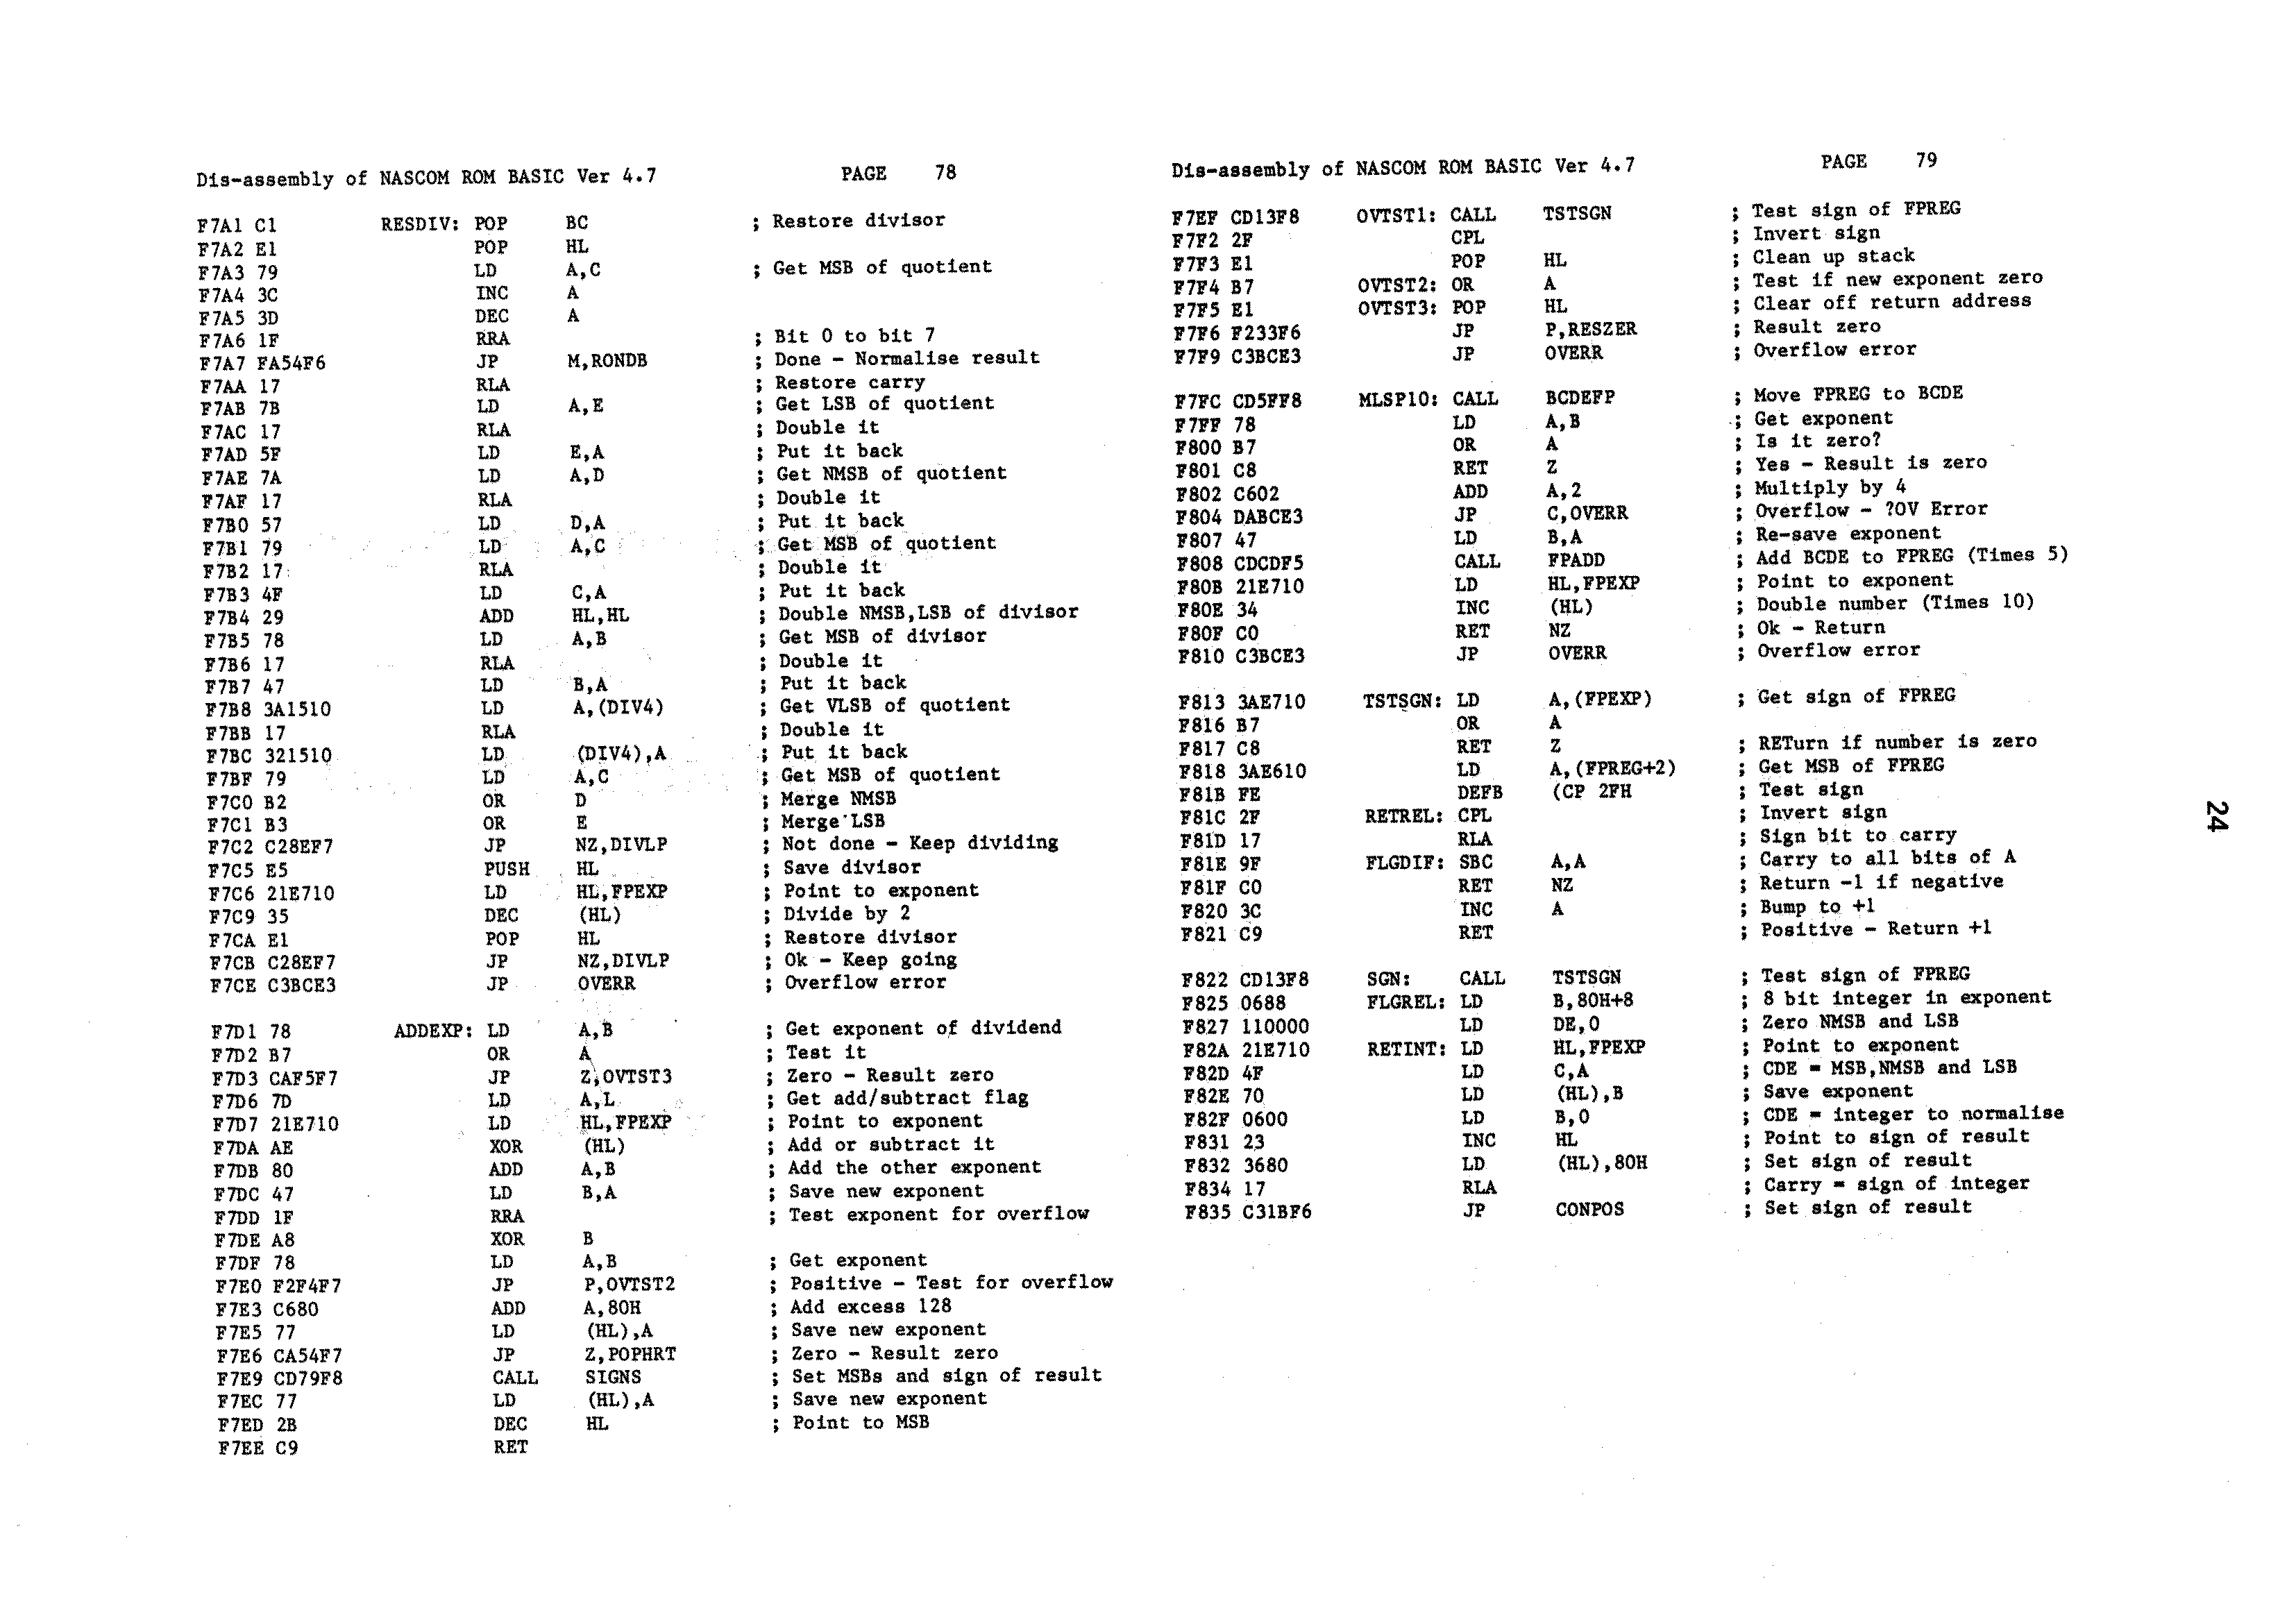 Dis-assembly of NASCOM ROM BASIC Ver 4.7 PAGE 78
F7A1 C1 RESDIV: POP BC ; Restore divisor
F7A2 E1 POP HL
F7A3 79 LD A,C ; Get MSB of quotient
F7A4 3C INC A
F7A5 3D DEC A
F7A6 1F RRA ; Bit 0 to bit 7
F7A7 FA54F6 JP M,RONDB ; Done - Normalise result
F7AA 17 RLA ; Restore carry
F7AB 7B LD A,E ; Get LSB of quotient
F7AC 17 RLA ; Double it
F7AD 5F LD E,A ; Put it back
F7AE 7A LD A,D ; Get NMSB of quotient
F7AF 17 RLA ; Double it
F7B0 57 LD D,A ; Put it back
F7B1 79 LD A,C ; Get MSB of quotient
F7B2 17 RLA ; Double it
F7B3 4F LD C,A ; Put it back
F7B4 29 ADD HL,HL ; Double NMSB,LSB of divisor
F7B5 78 LD A,B ; Get MSB of divisor
F7B6 17 RLA ; Double it
F7B7 47 LD B,A ; Put it back
F7B8 3A1510 LD A,(DIV4) ; Get VLSB of quotient
F7BB 17 RLA ; Double it
F7BC 321510 LD (DIV4),A ; Put it back
F7BF 79 LD A,C ; Get MSB of quotient
F7C0 B2 OR D ; Merge NMSB
F7C1 B3 OR E ; Merge LSB
F7C2 C28EF7 JP NZ,DIVLP ; Not done - Keep dividing
F7C5 E5 PUSH HL ; Save divisor
F7C6 21E710 LD HL,FPEXP ; Point to exponent
F7C9 35 DEC (HL) ; Divide by 2
F7CA E1 POP HL ; Restore divisor
F7CB C28EF7 JP NZ,DIVLP ; Ok - Keep going
F7CE C3BCE3 JP OVERR ; Overflow error
F7D1 78 ADDEXP: LD A,B ; Get exponent of dividend
F7D2 B7 OR A ; Test it
F7D3 CAF5F7 JP Z,OVTST3 ; Zero - Result zero
F7D6 7D LD A,L ; Get add/subtract flag
F7D7 21E710 LD HL,FPEXP ; Point to exponent
F7DA AE XOR (HL) ; Add or subtract it
F7DB 80 ADD A,B ; Add the other exponent
F7DC 47 LD B,A ; Save new exponent
F7DD 1F RRA ; Test exponent for overflow
F7DE A8 XOR B
F7DF 78 LD A,B ; Get exponent
F7E0 F2F4F7 JP P,OVTST2 ; Positive - Test for overflow
F7E3 C680 ADD A,80H ; Add excess 128
F7E5 77 LD (HL),A ; Save new exponent
F7E6 CA54F7 JP Z,POPHRT ; Zero - Result zero
F7E9 CD79F8 CALL SIGNS ; Set MSBs and sign of result
F7EC 77 LD (HL),A ; Save new exponent
F7ED 2B DEC HL ; Point to MSB
F7EE C9 RET
Dis-assembly of NASCOM ROM BASIC Ver 4.7 PAGE 79
F7EF CD13F8 OVTST1: CALL TSTSGN ; Test sign of FPREG
F7F2 2F CPL ; Invert sign
F7F3 E1 POP HL ; Clean up stack
F7F4 B7 OVTST2: OR A ; Test if new exponent zero
F7F5 E1 OVTST3: POP HL ; Clear off return address
F7F6 F233F6 JP P,RESZER ; Result zero
F7F9 C3BCE3 JP OVERR ; Overflow error
F7FC CD5FF8 MLSP10: CALL BCDEFP ; Move FPREG to BCDE
F7FF 78 LD A,B ; Get exponent
F800 B7 OR A ; Is it zero?
F801 C8 RET Z ; Yes - Result is zero
F802 C602 ADD A,2 ; Multiply by 4
F804 DABCE3 JP C,OVERR ; Overflow - ?OV Error
F807 47 LD B,A ; Re-save exponent
F808 CDCDF5 CALL FPADD ; Add BCDE to FPREG (Times 5)
F80B 21E710 LD HL,FPEXP ; Point to exponent
F80E 34 INC (HL) ; Double number (Times 10)
F80F C0 RET NZ ; Ok - Return
F810 C3BCE3 JP OVERR ; Overflow error
F813 3AE710 TSTSGN: LD A,(FPEXP) ; Get sign of FPREG
F816 B7 OR A
F817 C8 RET Z ; RETurn if number is zero
F818 3AE610 LD A,(FPREG+2) ; Get MSB of FPREG
F81B FE DEFB (CP 2FH ; Test sign
F81C 2F RETREL: CPL ; Invert sign
F81D 17 RLA ; Sign bit to carry
F81E 9F FLGDIF: SBC A,A ; Carry to all bits of A
F81F C0 RET NZ ; Return -1 if negative
F820 3C INC A ; Bump to +1
F821 C9 RET ; Positive - Return +1
F822 CD13F8 SGN: CALL TSTSGN ; Test sign of FPREG
F825 0688 FLGREL: LD B,80H+8 ; 8 bit integer in exponent
F827 110000 LD DE,0 ; Zero NMSB and LSB
F82A 21E710 RETINT: LD HL,FPEXP ; Point to exponent
F82D 4F LD C,A ; CDE = MSB,NMSB and LSB
F82E 70 LD (HL),B ; Save exponent
F82F 0600 LD B,0 ; CDE = integer to normalise
F831 23 INC HL ; Point to sign of result
F832 3680 LD (HL),80H ; Set sign of result
F834 17 RLA ; Carry = sign of integer
F835 C31BF6 JP CONPOS ; Set sign of result
24